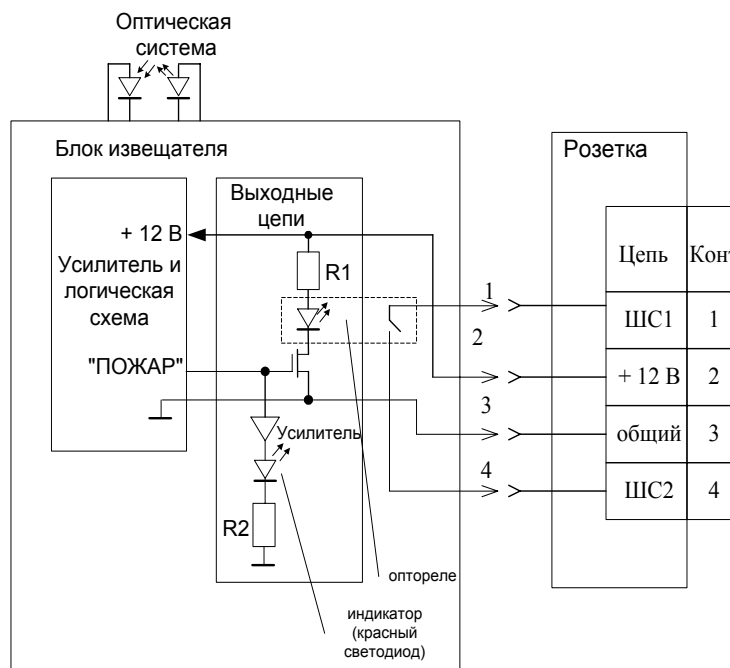 Оптическая
система
Блок извещателя
Розетка
Выходные
цепи
+ 12 В
Усилитель и
логическая
схема
"ПОЖАР"
R1
Усилитель
R2
оптореле
индикатор
(красный
светодиод)
1
2
3
4
Цепь
Конт
ШС1
1
+ 12 В
2
общий
3
ШС2
4